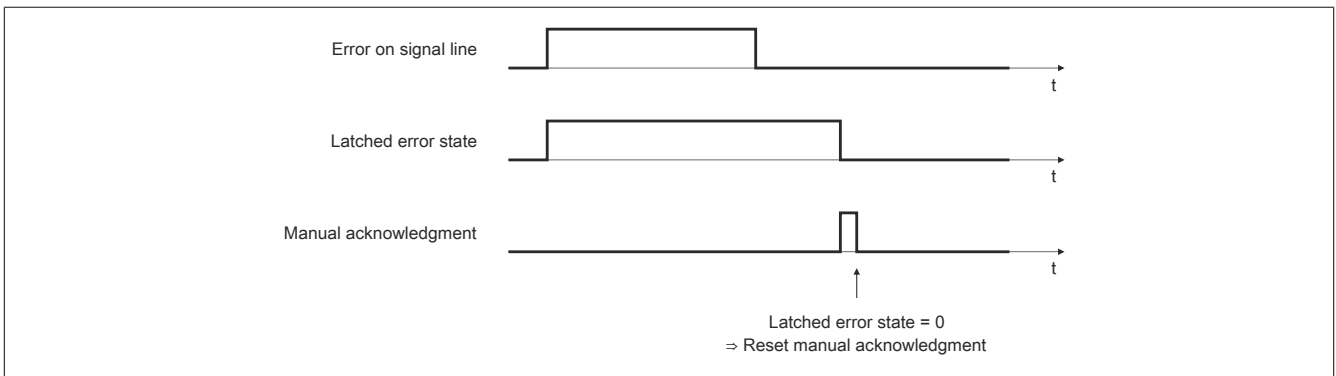 Error on signal line
t
Latched error state
t
Manual acknowledgment
t
Latched error state = 0
⇒ Reset manual acknowledgment